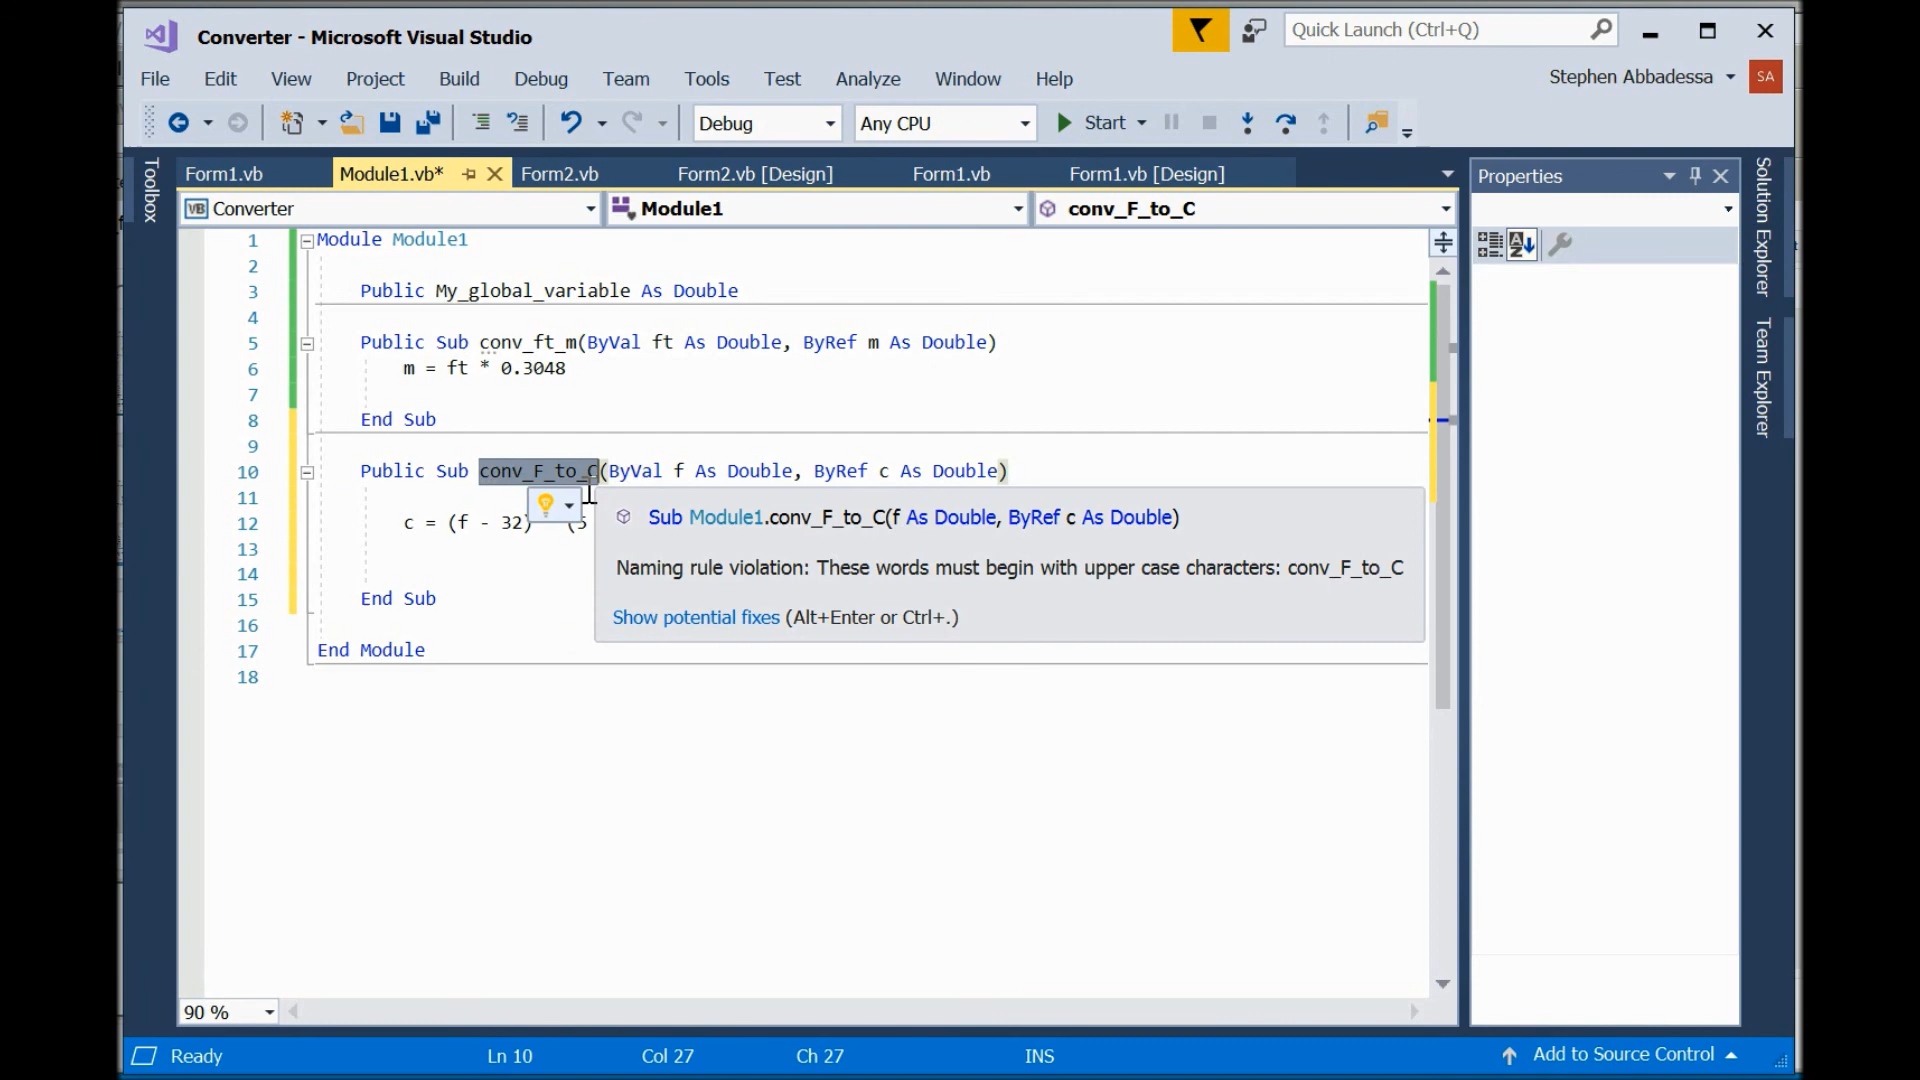 Converter - Microsoft Visual Studio
Quick Launch (Ctrl+Q)
File Edit View Project Build Debug Team Tools Test Analyze Window Help
Stephen Abbadessa SA
Debug Any CPU Start
Toolbox
Form1.vb Module1.vb* Form2.vb Form2.vb [Design] Form1.vb Form1.vb [Design]
Properties
Solution Explorer
Team Explorer
VB Converter Module1 conv_F_to_C
1 Module Module1
2
3 Public My_global_variable As Double
4
5 Public Sub conv_ft_m(ByVal ft As Double, ByRef m As Double)
6 m = ft * 0.3048
7
8 End Sub
9
10 Public Sub conv_F_to_C(ByVal f As Double, ByRef c As Double)
11
12 c = (f - 32) (5
13
14
15 End Sub
16
17 End Module
18
Sub Module1.conv_F_to_C(f As Double, ByRef c As Double)
Naming rule violation: These words must begin with upper case characters: conv_F_to_C
Show potential fixes (Alt+Enter or Ctrl+.)
90 %
Ready Ln 10 Col 27 Ch 27 INS Add to Source Control